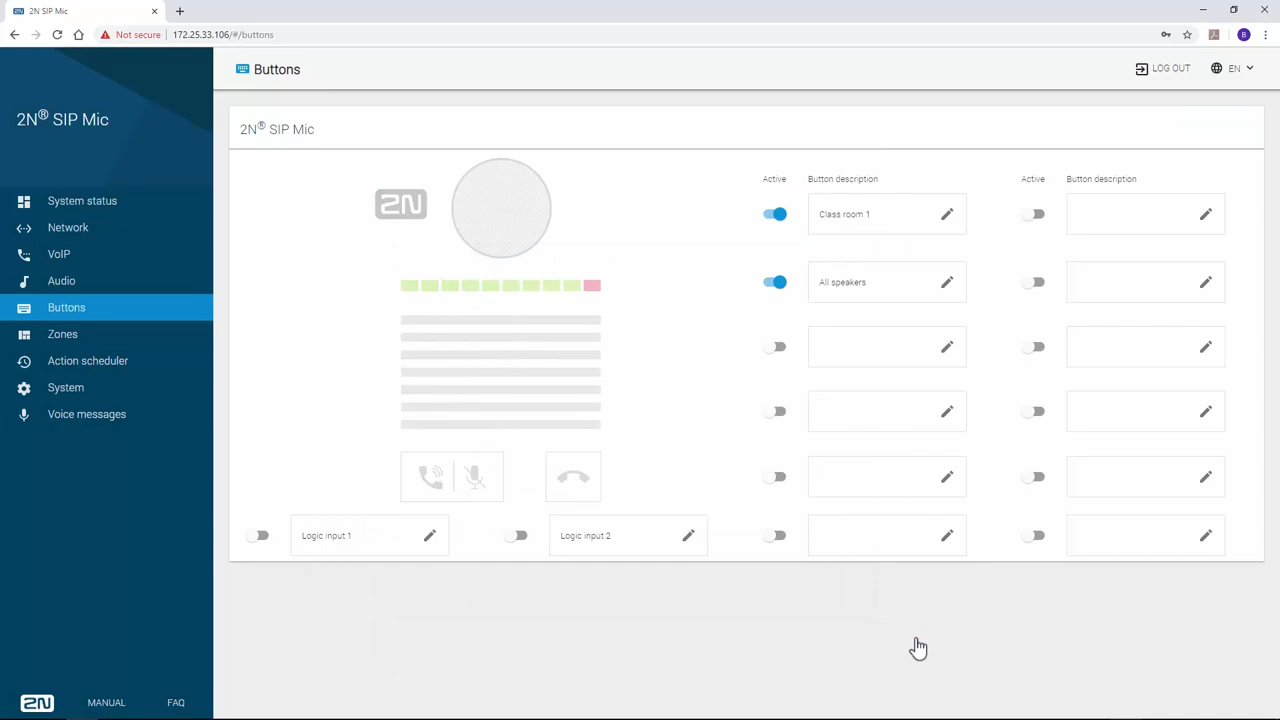 2N SIP Mic
Not secure 172.25.33.106/#/buttons
B
2N® SIP Mic
System status
Network
VoIP
Audio
Buttons
Zones
Action scheduler
System
Voice messages
2N MANUAL FAQ
Buttons
LOG OUT EN
2N® SIP Mic
2N
Active Button description Active Button description
Class room 1
All speakers
Logic input 1 Logic input 2